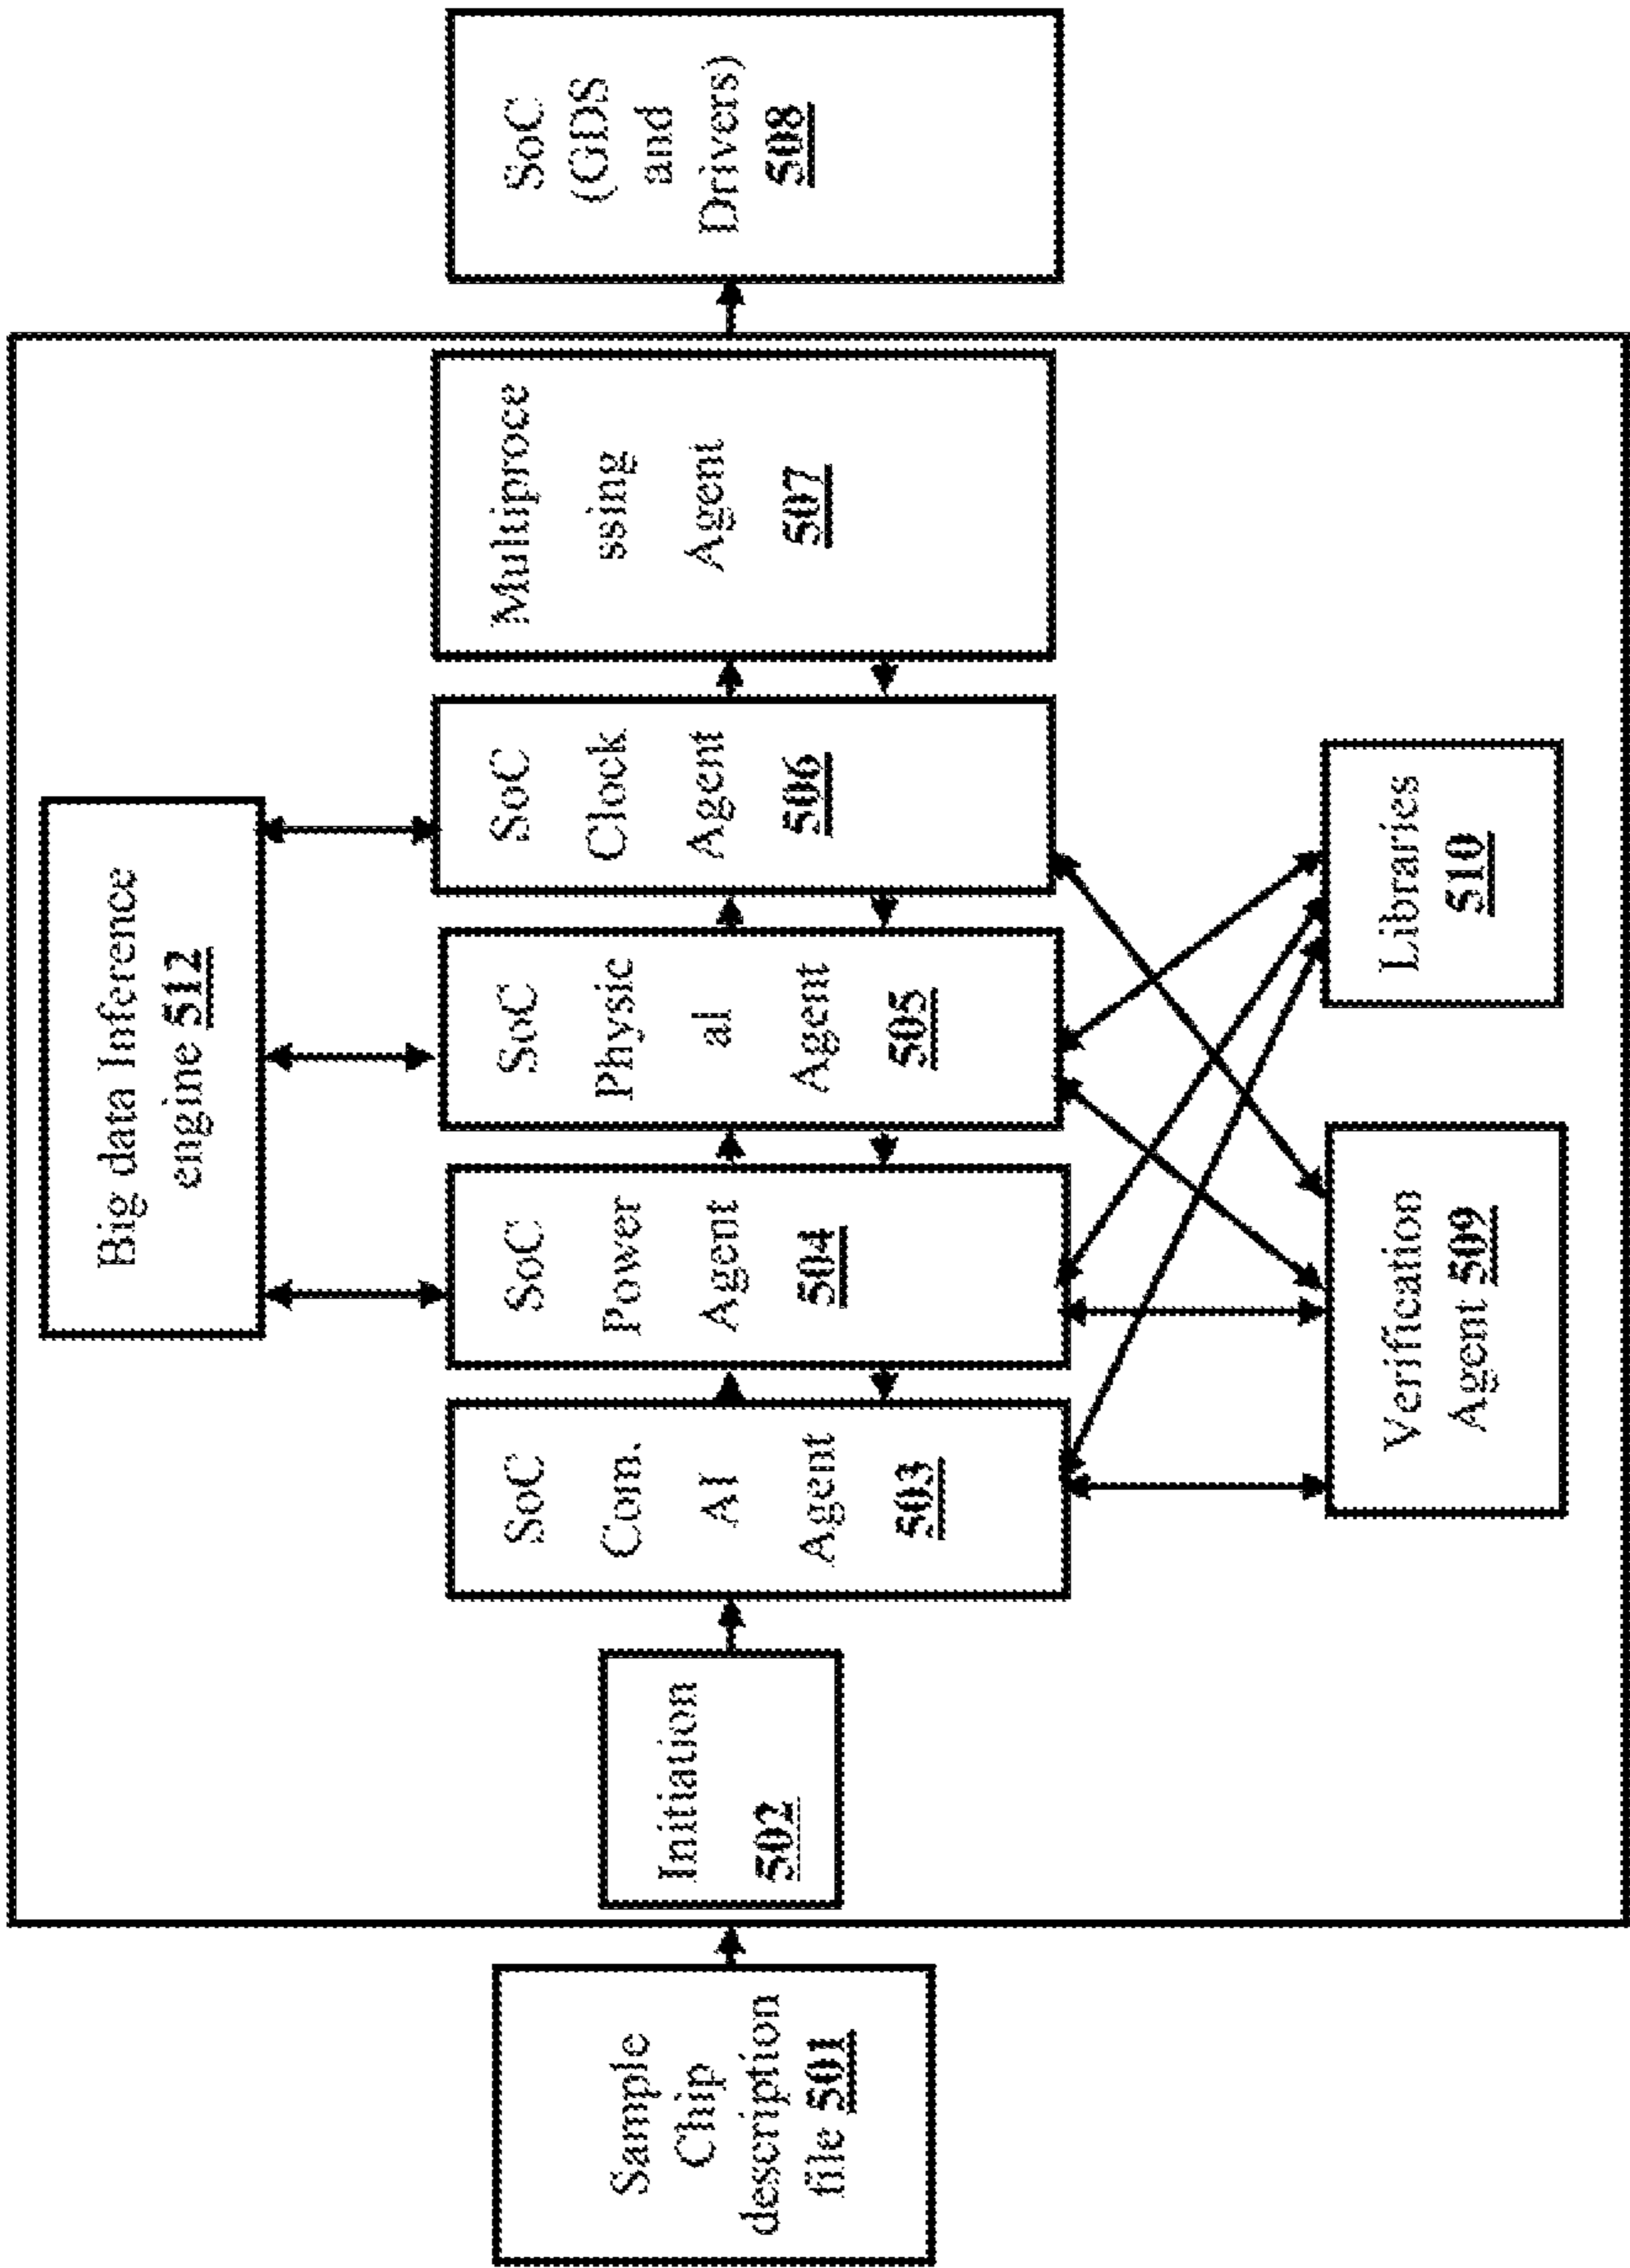 Sample
Chip
description
file 501
Initiation
502
SoC
Com.
AI
Agent
503
SoC
Power
Agent
504
SoC
Physic
al
Agent
505
SoC
Clock
Agent
506
Multiproce
ssing
Agent
507
SoC
(GDS
and
Drivers)
508
Big data Inference
engine 512
Verification
Agent 509
Libraries
510